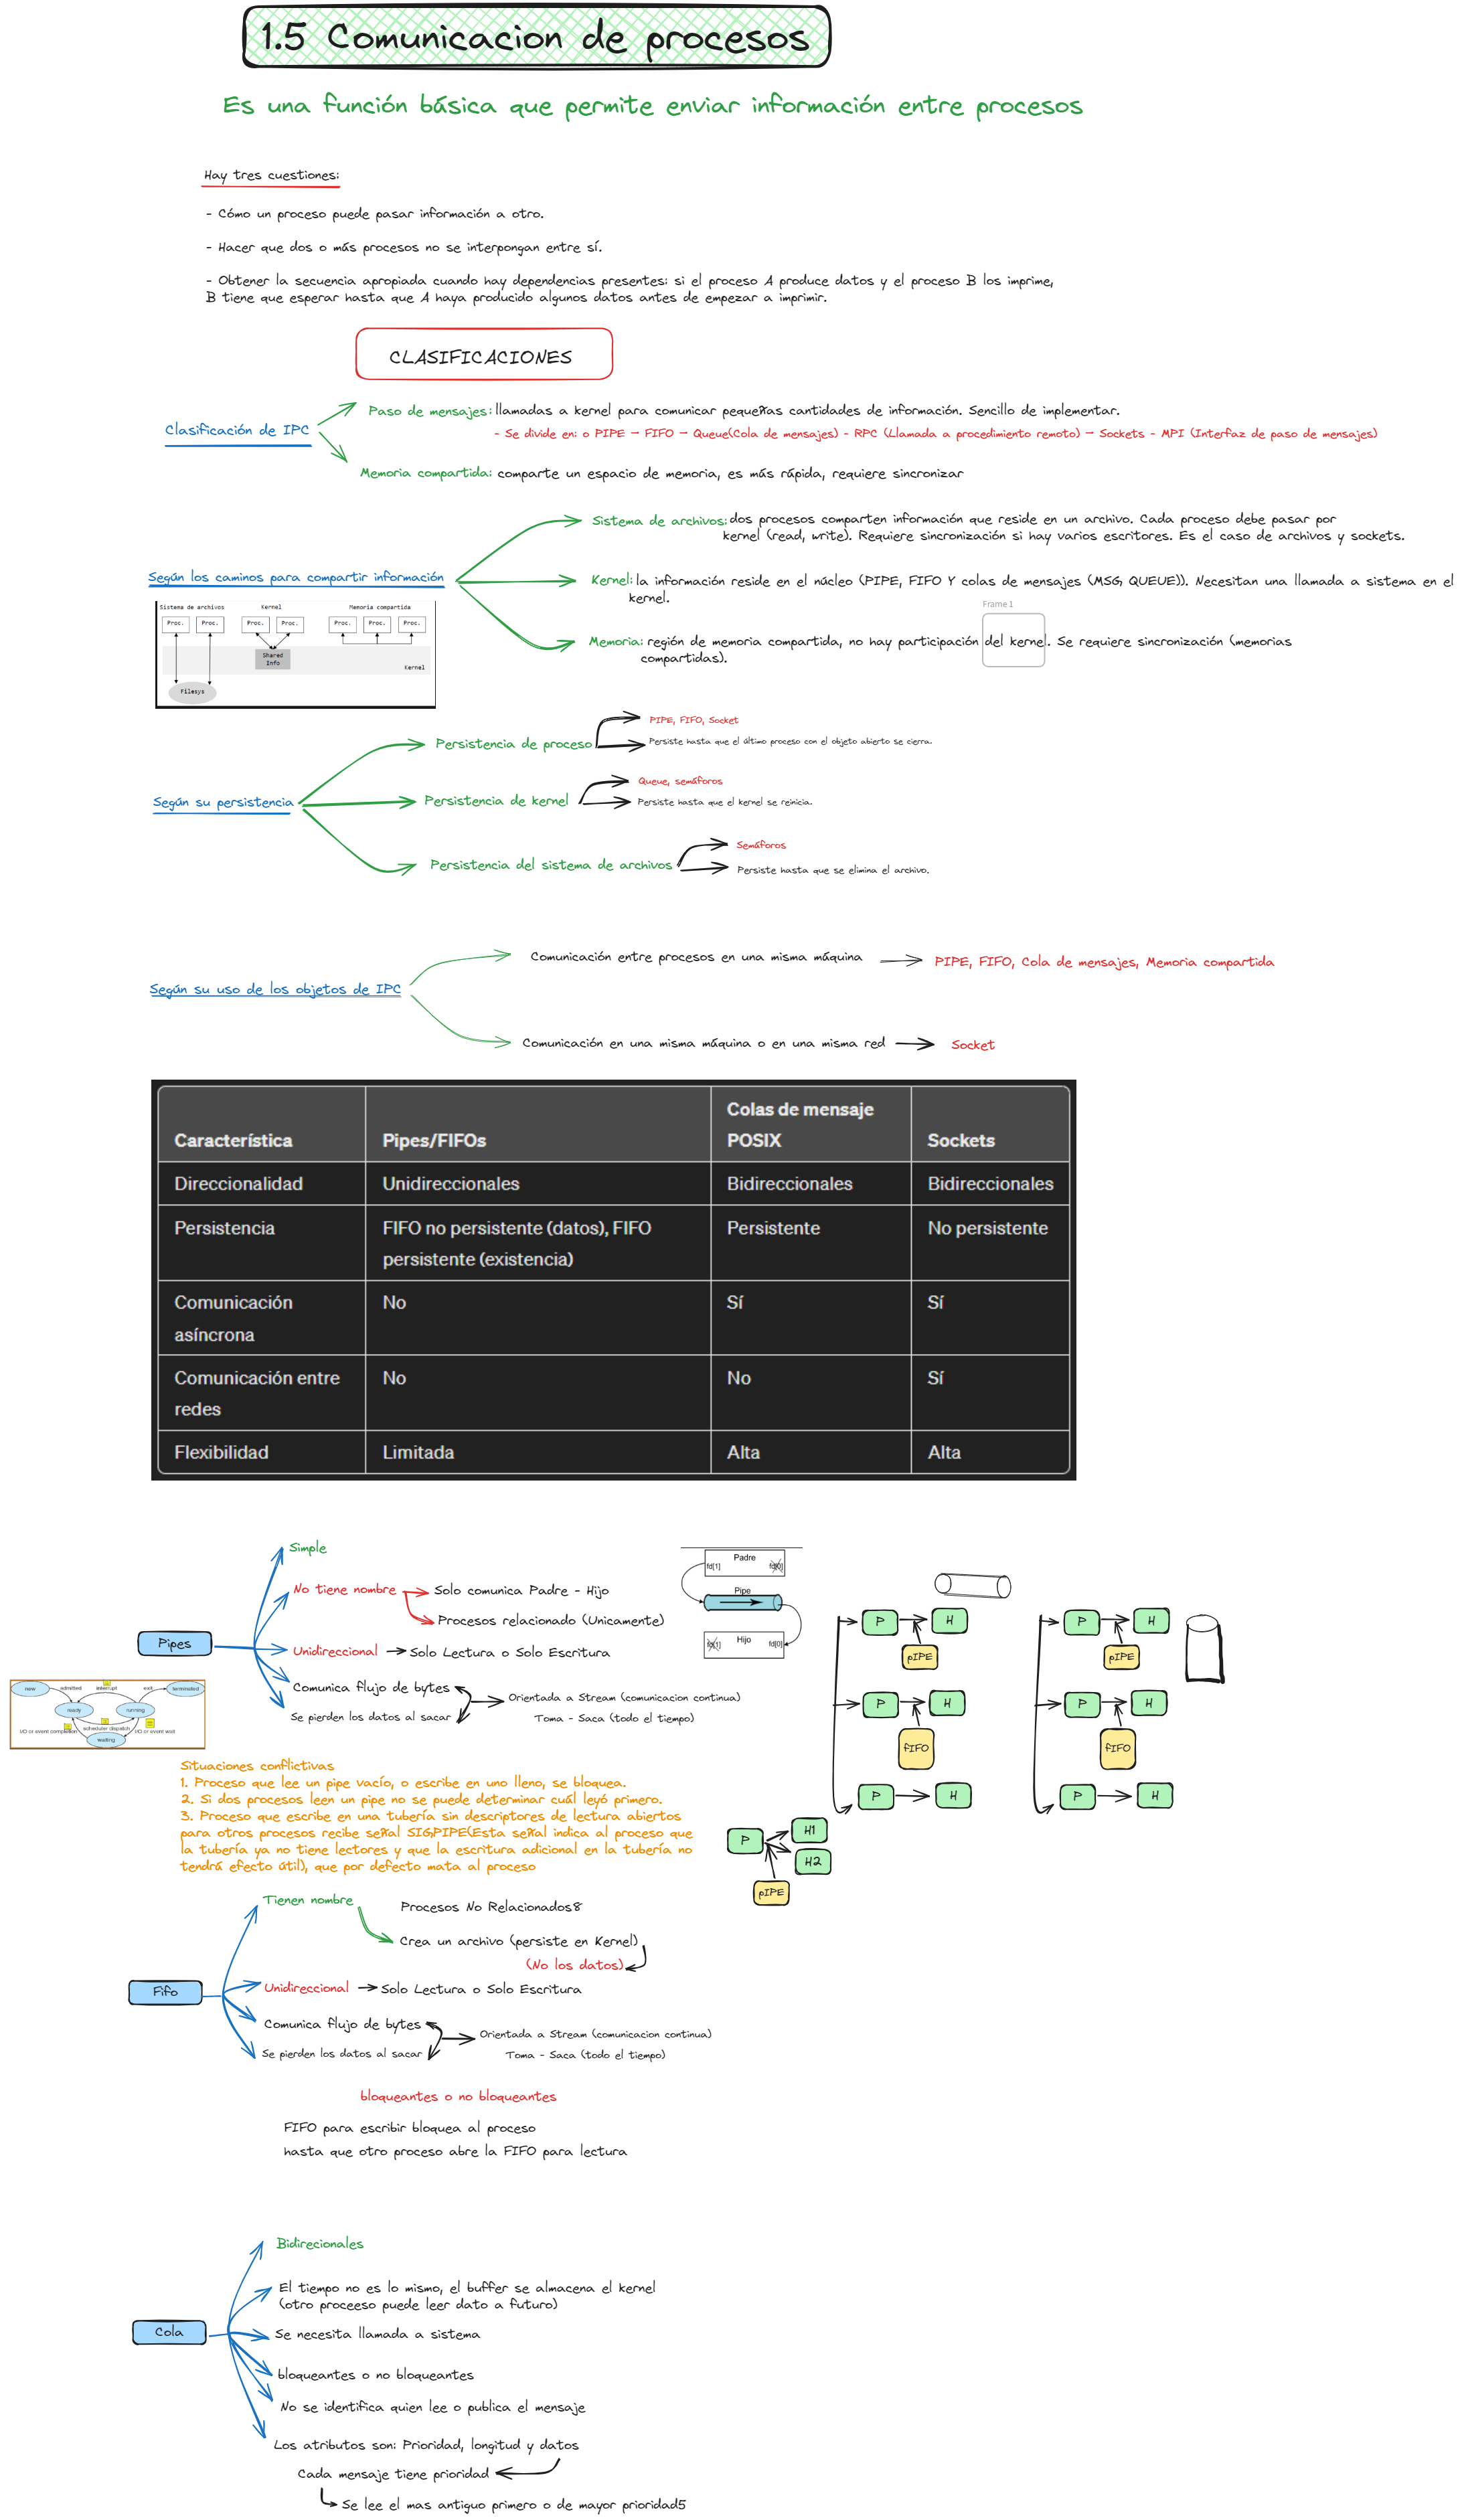 1.5 Comunicacion de procesos
Es una función básica que permite enviar información entre procesos
Hay tres cuestiones:
- Cómo un proceso puede pasar información a otro.
- Hacer que dos o más procesos no se interpongan entre sí.
- Obtener la secuencia apropiada cuando hay dependencias presentes: si el proceso A produce datos y el proceso B los imprime,
B tiene que esperar hasta que A haya producido algunos datos antes de empezar a imprimir.
CLASIFICACIONES
Clasificación de IPC
Paso de mensajes: llamadas a kernel para comunicar pequeñas cantidades de información. Sencillo de implementar.
- Se divide en: o PIPE – FIFO – Queue(Cola de mensajes) - RPC (Llamada a procedimiento remoto) – Sockets - MPI (Interfaz de paso de mensajes)
Memoria compartida: comparte un espacio de memoria, es más rápida, requiere sincronizar
Según los caminos para compartir información
Sistema de archivos: dos procesos comparten información que reside en un archivo. Cada proceso debe pasar por
kernel (read, write). Requiere sincronización si hay varios escritores. Es el caso de archivos y sockets.
Kernel: la información reside en el núcleo (PIPE, FIFO Y colas de mensajes (MSG QUEUE)). Necesitan una llamada a sistema en el
kernel.
Frame 1
Memoria: región de memoria compartida, no hay participación del kernel. Se requiere sincronización (memorias
compartidas).
Sistema de archivos Kernel Memoria compartida
Proc. Proc. Proc. Proc. Proc. Proc. Proc.
Shared
Info
Kernel
Filesys
Según su persistencia
Persistencia de proceso
PIPE, FIFO, Socket
Persiste hasta que el último proceso con el objeto abierto se cierra.
Persistencia de kernel
Queue, semáforos
Persiste hasta que el kernel se reinicia.
Persistencia del sistema de archivos
Semáforos
Persiste hasta que se elimina el archivo.
Según su uso de los objetos de IPC
Comunicación entre procesos en una misma máquina
PIPE, FIFO, Cola de mensajes, Memoria compartida
Comunicación en una misma máquina o en una misma red
Socket
Característica Pipes/FIFOs Colas de mensaje POSIX Sockets
Direccionalidad Unidireccionales Bidireccionales Bidireccionales
Persistencia FIFO no persistente (datos), FIFO persistente (existencia) Persistente No persistente
Comunicación asíncrona No Sí Sí
Comunicación entre redes No No Sí
Flexibilidad Limitada Alta Alta
Pipes
Simple
No tiene nombre
Solo comunica Padre - Hijo
Procesos relacionado (Unicamente)
Unidireccional
Solo Lectura o Solo Escritura
Comunica flujo de bytes
Se pierden los datos al sacar
Orientada a Stream (comunicacion continua)
Toma - Saca (todo el tiempo)
Padre
fd[1] fd[0]
Pipe
Hijo
fd[1] fd[0]
P H
pIPE
P H
fIFO
P H
P H
pIPE
P H
fIFO
P H
P
H1
H2
pIPE
new admitted interrupt exit terminated
ready running
I/O or event completion scheduler dispatch I/O or event wait
waiting
Situaciones conflictivas
1. Proceso que lee un pipe vacío, o escribe en uno lleno, se bloquea.
2. Si dos procesos leen un pipe no se puede determinar cuál leyó primero.
3. Proceso que escribe en una tubería sin descriptores de lectura abiertos
para otros procesos recibe señal SIGPIPE(Esta señal indica al proceso que
la tubería ya no tiene lectores y que la escritura adicional en la tubería no
tendrá efecto útil), que por defecto mata al proceso
Fifo
Tienen nombre
Procesos No Relacionados8
Crea un archivo (persiste en Kernel)
(No los datos)
Unidireccional
Solo Lectura o Solo Escritura
Comunica flujo de bytes
Se pierden los datos al sacar
Orientada a Stream (comunicacion continua)
Toma - Saca (todo el tiempo)
bloqueantes o no bloqueantes
FIFO para escribir bloquea al proceso
hasta que otro proceso abre la FIFO para lectura
Cola
Bidirecionales
El tiempo no es lo mismo, el buffer se almacena el kernel
(otro proceeso puede leer dato a futuro)
Se necesita llamada a sistema
bloqueantes o no bloqueantes
No se identifica quien lee o publica el mensaje
Los atributos son: Prioridad, longitud y datos
Cada mensaje tiene prioridad
Se lee el mas antiguo primero o de mayor prioridad5